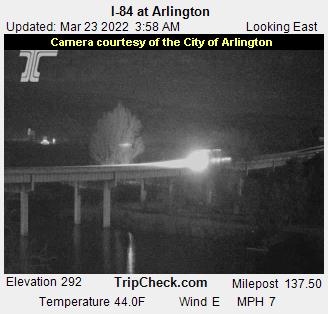 I-84 at Arlington
Updated: Mar 23 2022 3:58 AM Looking East
Camera courtesy of the City of Arlington
Elevation 292 TripCheck.com Milepost 137.50
Temperature 44.0F Wind E MPH 7